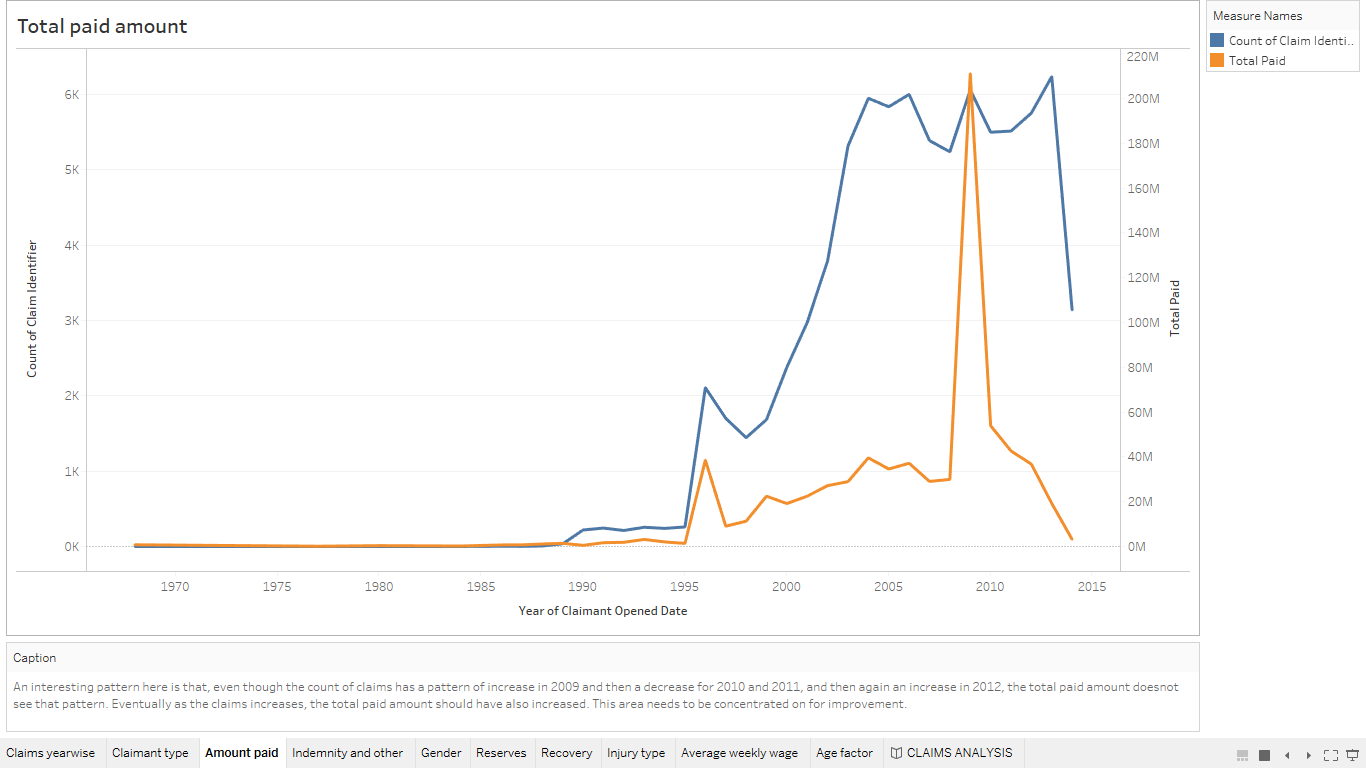 Total paid amount
Measure Names
Count of Claim Identi..
Total Paid
Count of Claim Identifier
6K
5K
4K
3K
2K
1K
0K
220M
200M
180M
160M
140M
120M
100M
80M
60M
40M
20M
0M
Total Paid
1970 1975 1980 1985 1990 1995 2000 2005 2010 2015
Year of Claimant Opened Date
Caption
An interesting pattern here is that, even though the count of claims has a pattern of increase in 2009 and then a decrease for 2010 and 2011, and then again an increase in 2012, the total paid amount doesnot
see that pattern. Eventually as the claims increases, the total paid amount should have also increased. This area needs to be concentrated on for improvement.
Claims yearwise Claimant type Amount paid Indemnity and other Gender Reserves Recovery Injury type Average weekly wage Age factor CLAIMS ANALYSIS